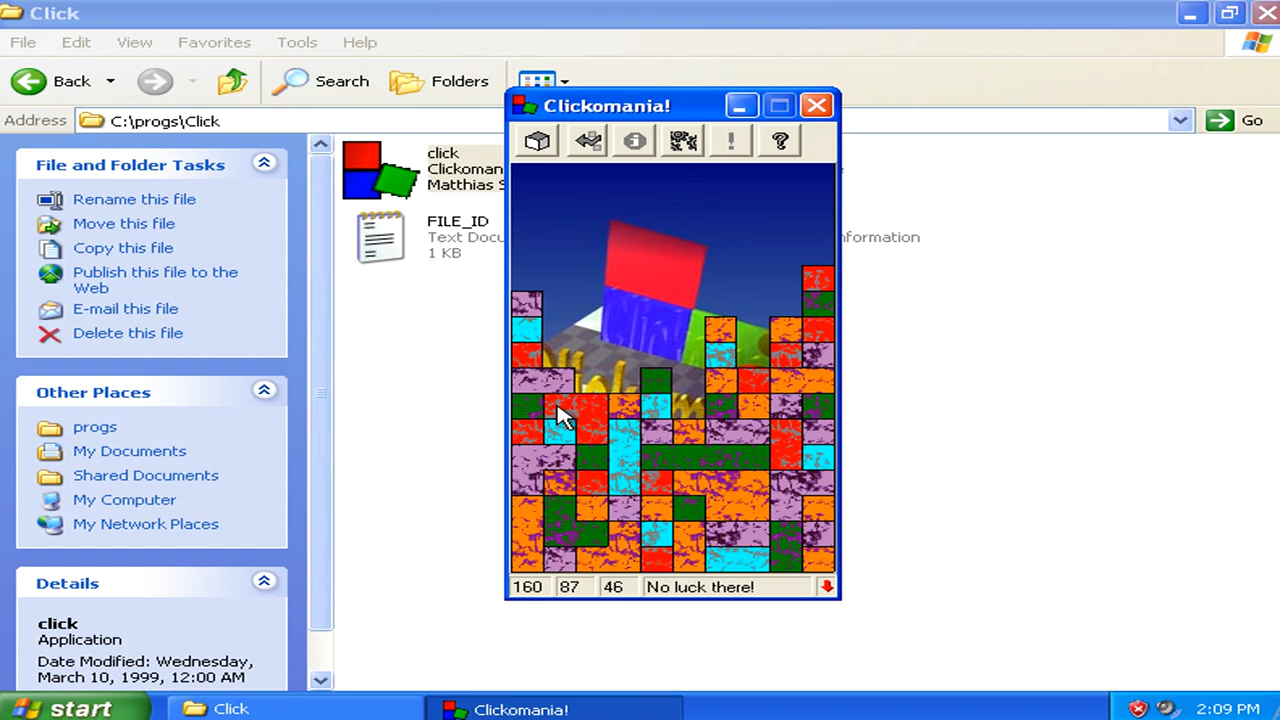 Click
File Edit View Favorites Tools Help
Back Search Folders
Address C:\progs\Click Go
Clickomania!
File and Folder Tasks
Rename this file
Move this file
Copy this file
Publish this file to the
Web
E-mail this file
Delete this file
Other Places
progs
My Documents
Shared Documents
My Computer
My Network Places
Details
click
Application
Date Modified: Wednesday,
March 10, 1999, 12:00 AM
click
Clickoman
Matthias S
FILE_ID
Text Docu
1 KB
nformation
160 87 46 No luck there!
start Click Clickomania! 2:09 PM